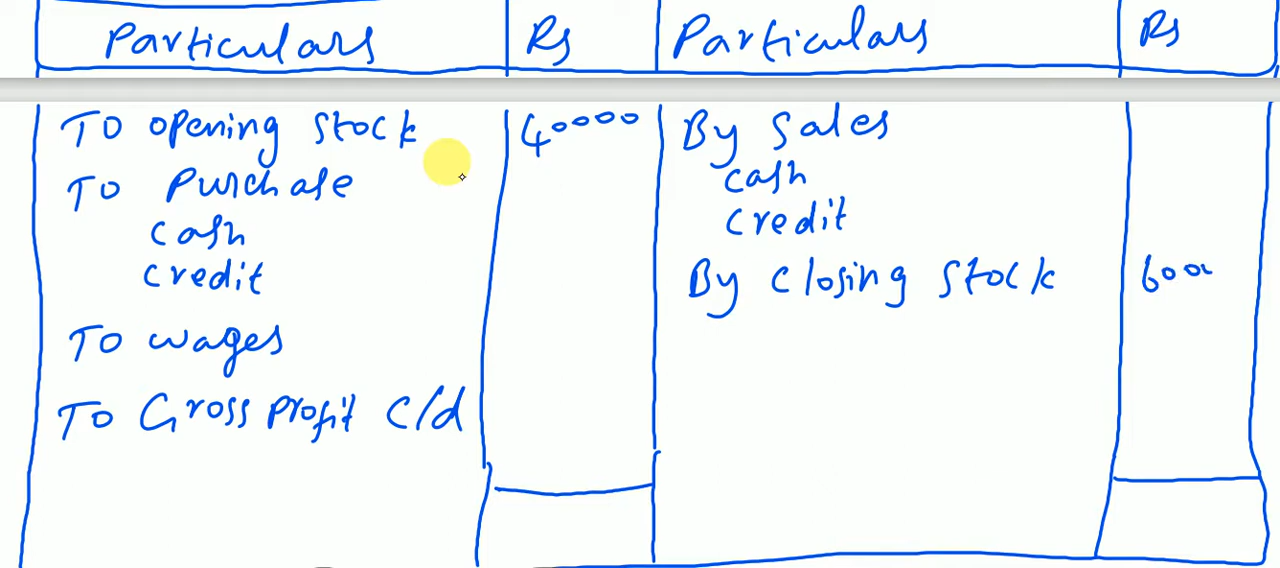 Particulars Rs Particulars Rs
To opening stock 40000 By Sales
To Purchase cash
cash credit
credit By closing stock 6000
To wages
To Gross profit c/d